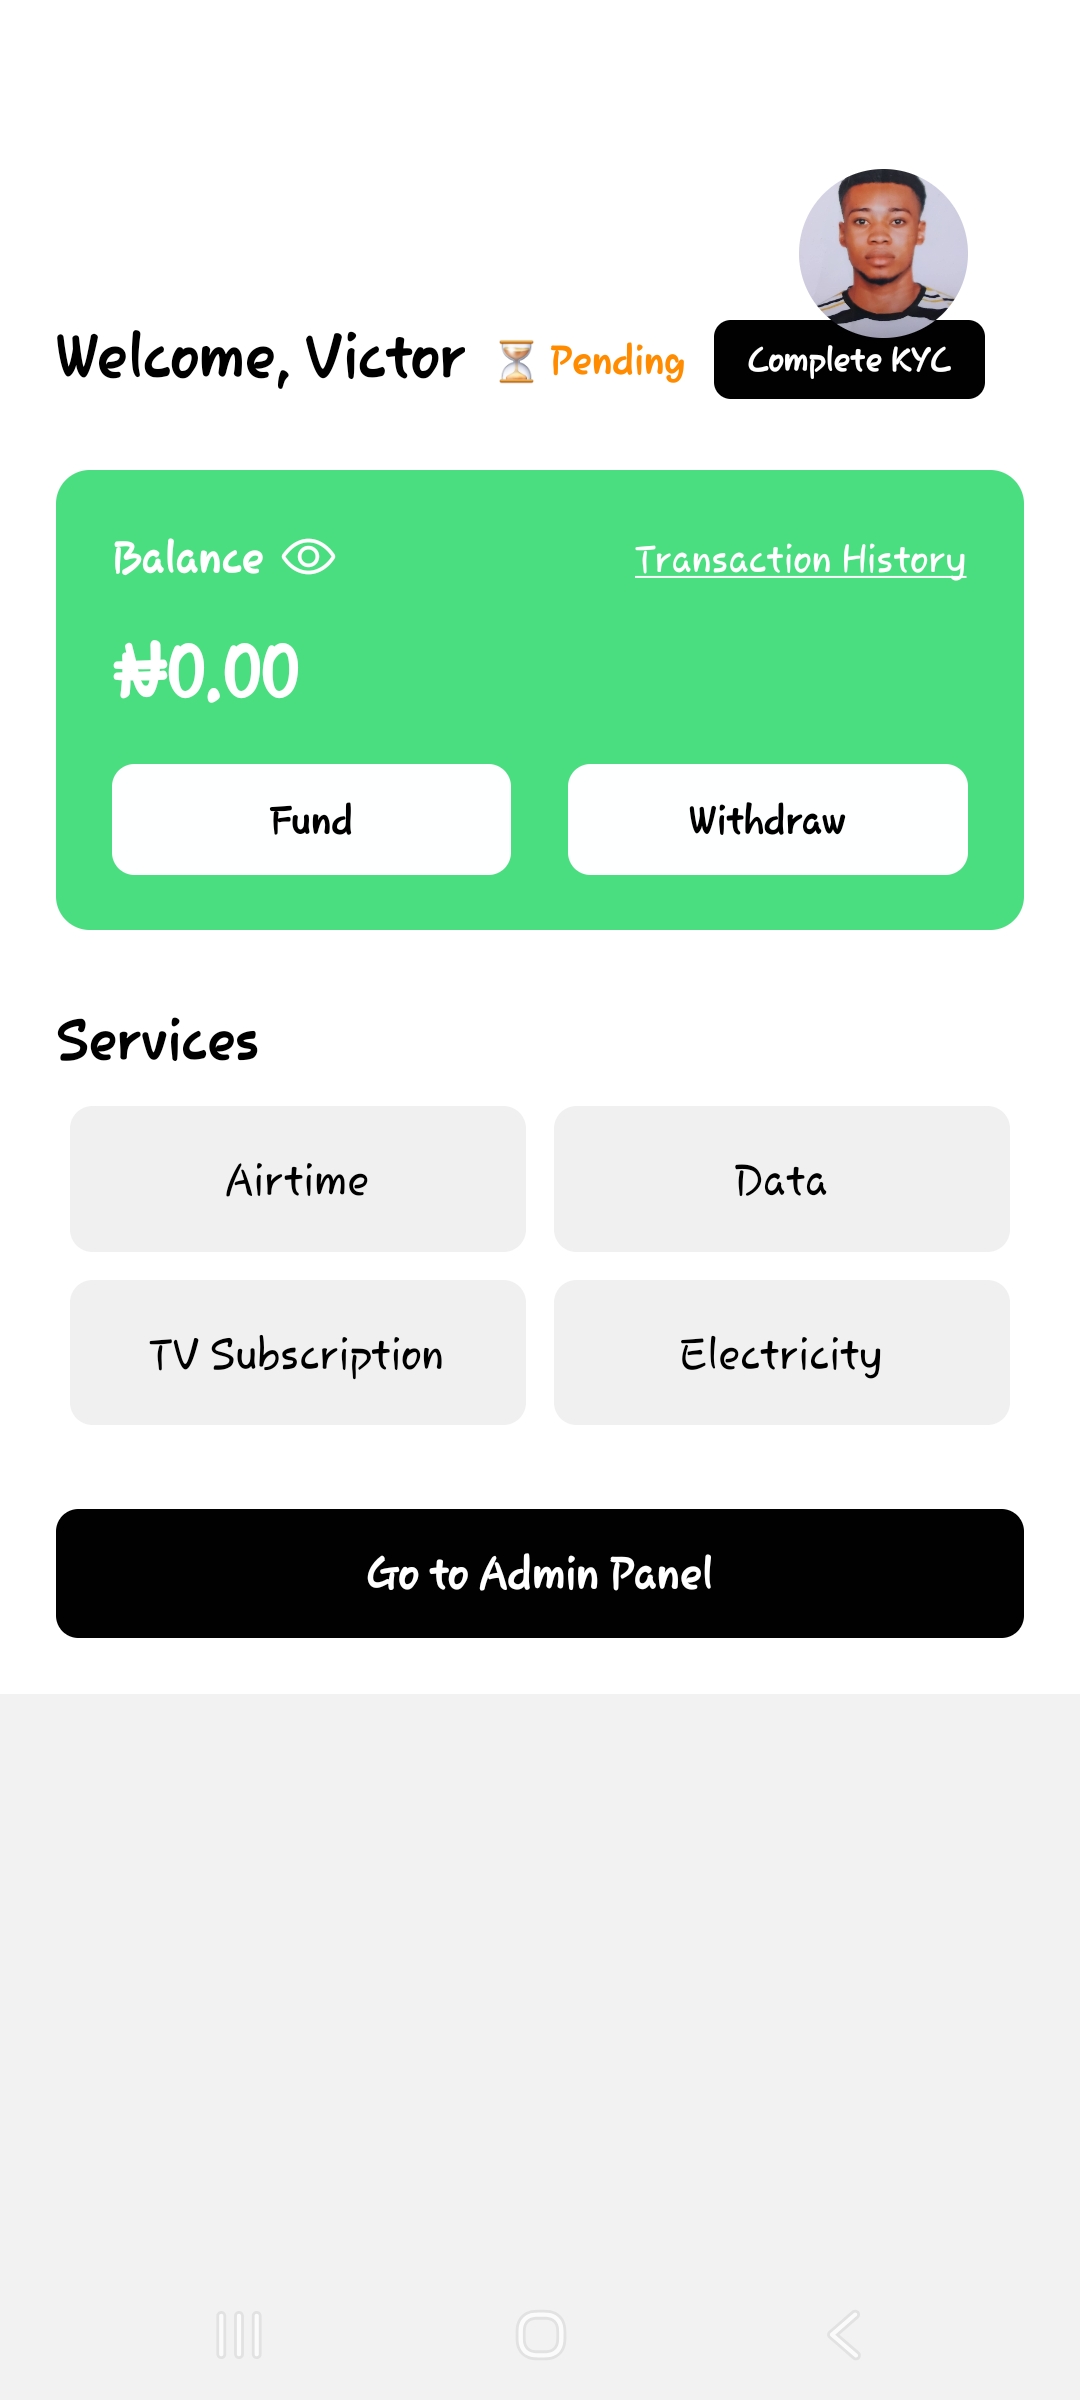 Welcome, Victor ⏳ Pending Complete KYC
Balance Transaction History
₦0.00
Fund Withdraw
Services
Airtime Data
TV Subscription Electricity
Go to Admin Panel